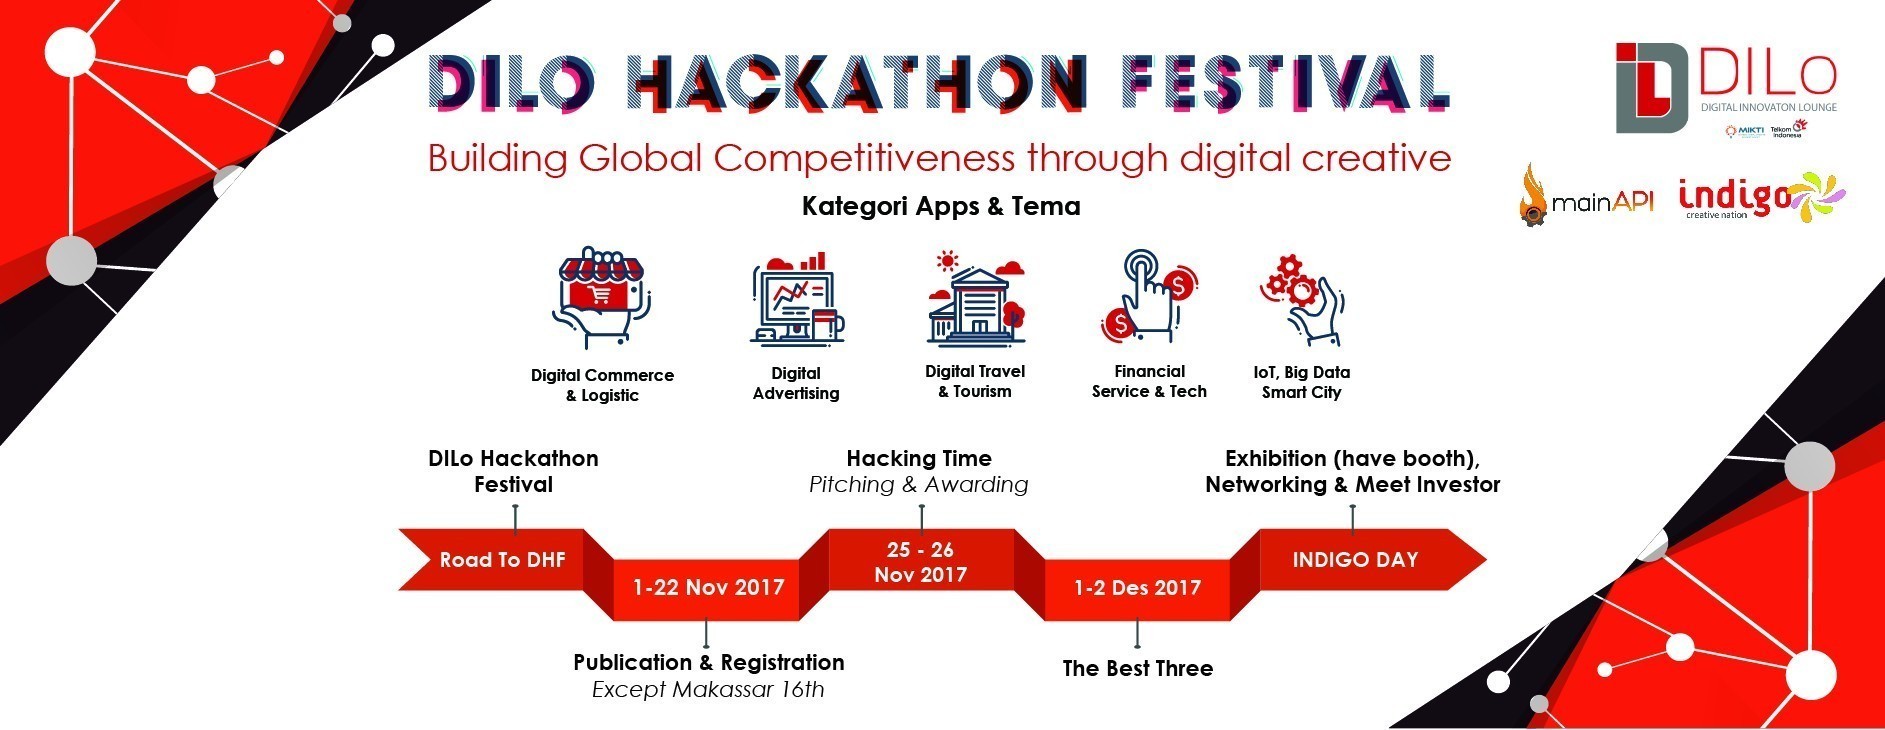 DILO HACKATHON FESTIVAL
Building Global Competitiveness through digital creative
Kategori Apps & Tema
DILo
DIGITAL INNOVATON LOUNGE
MIKTI
Telkom
Indonesia
mainAPI
indigo
creative nation
Digital Commerce
& Logistic
Digital
Advertising
Digital Travel
& Tourism
Financial
Service & Tech
IoT, Big Data
Smart City
DILo Hackathon
Festival
Road To DHF
1-22 Nov 2017
Publication & Registration
Except Makassar 16th
Hacking Time
Pitching & Awarding
25 - 26
Nov 2017
1-2 Des 2017
The Best Three
Exhibition (have booth),
Networking & Meet Investor
INDIGO DAY